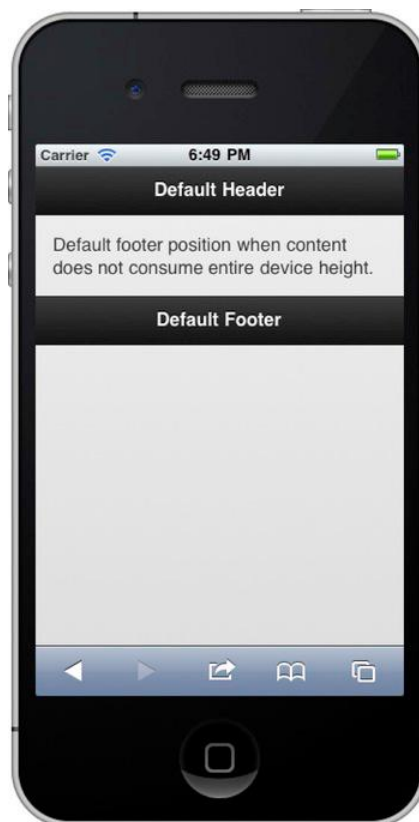 Carrier 6:49 PM
Default Header
Default footer position when content
does not consume entire device height.
Default Footer